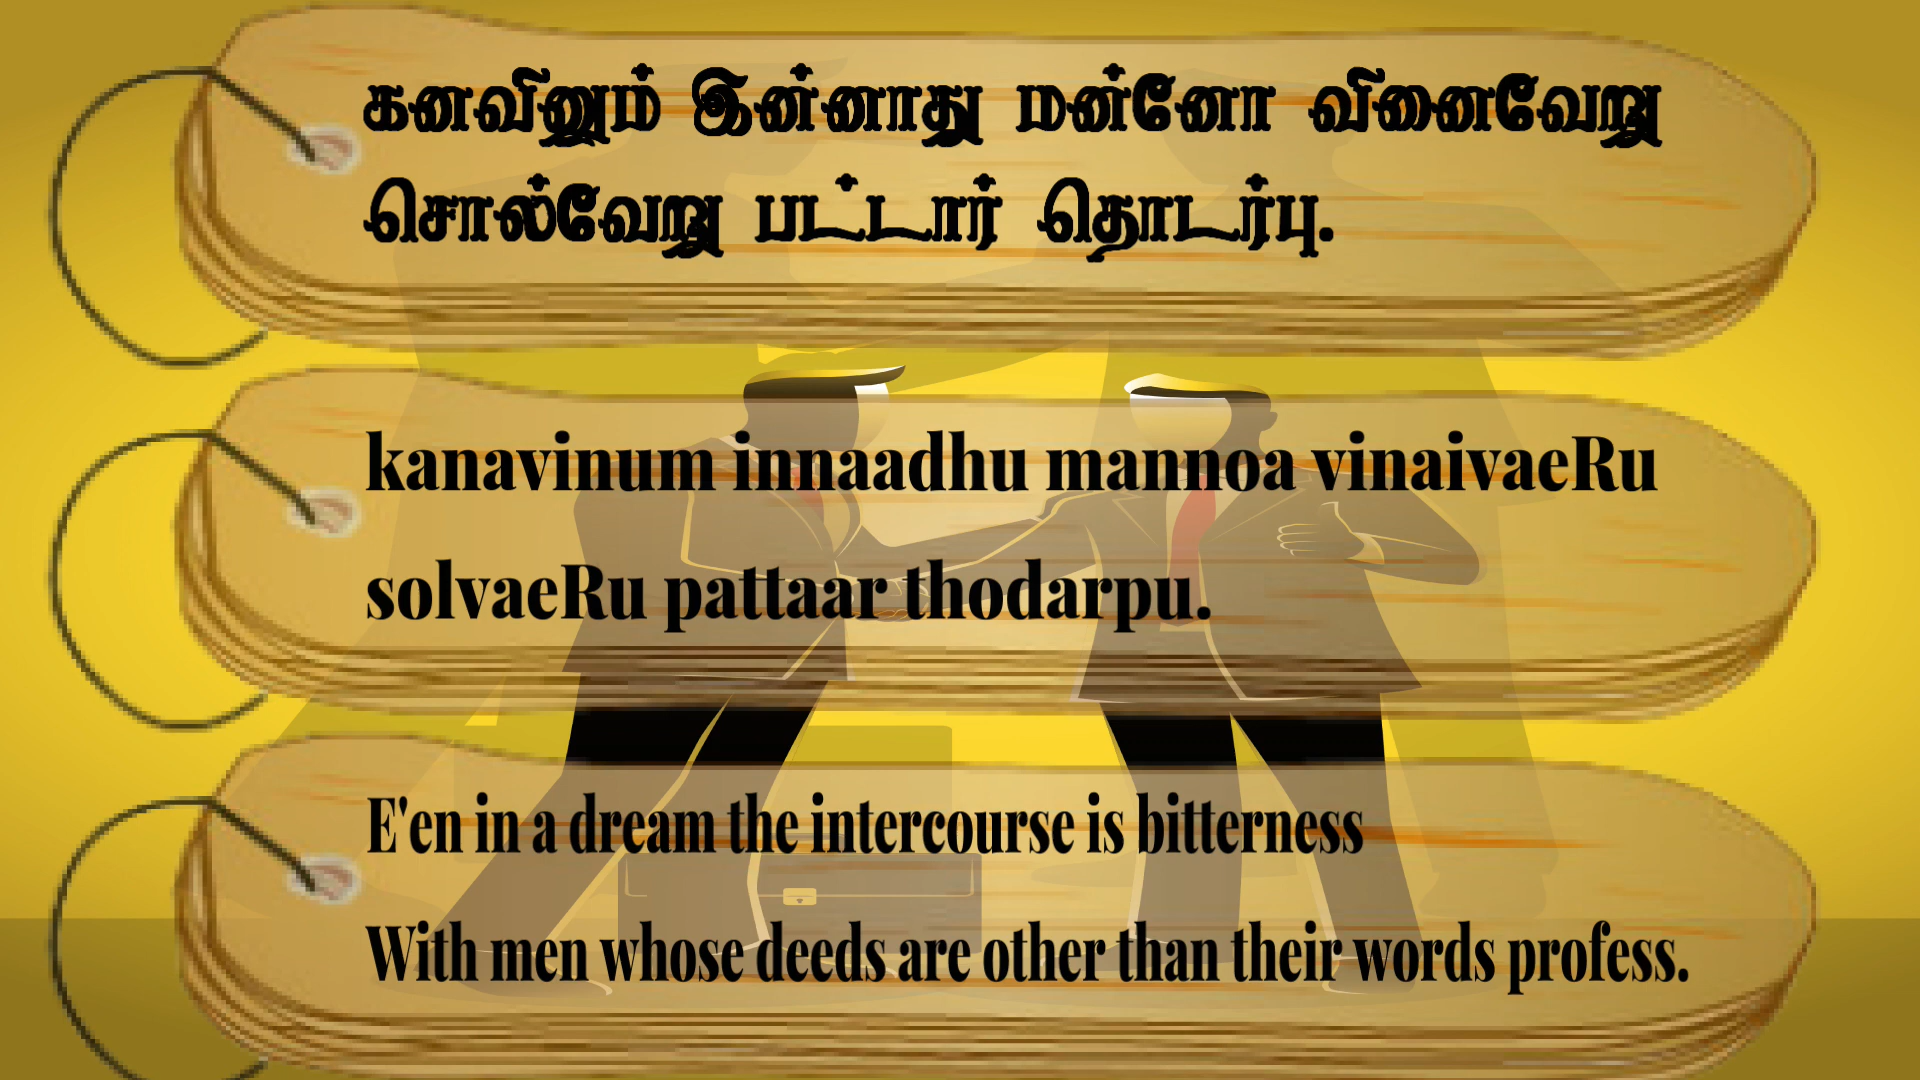 கனவினும் இன்னாது மன்னோ வினைவேறு
சொல்வேறு பட்டார் தொடர்பு.
kanavinum innaadhu mannoa vinaivaeRu
solvaeRu pattaar thodarpu.
E'en in a dream the intercourse is bitterness
With men whose deeds are other than their words profess.